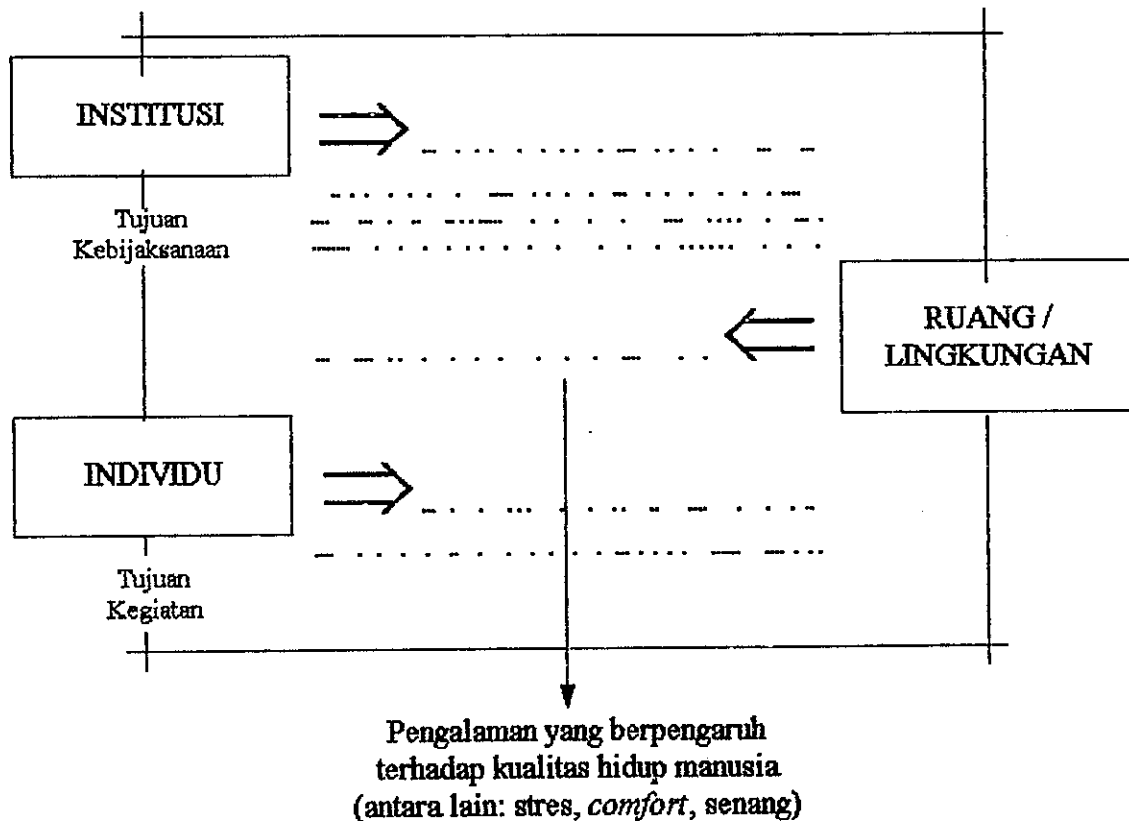 INSTITUSI
Tujuan
Kebijaksanaan
RUANG /
LINGKUNGAN
INDIVIDU
Tujuan
Kegiatan
Pengalaman yang berpengaruh
terhadap kualitas hidup manusia
(antara lain: stres, comfort, senang)